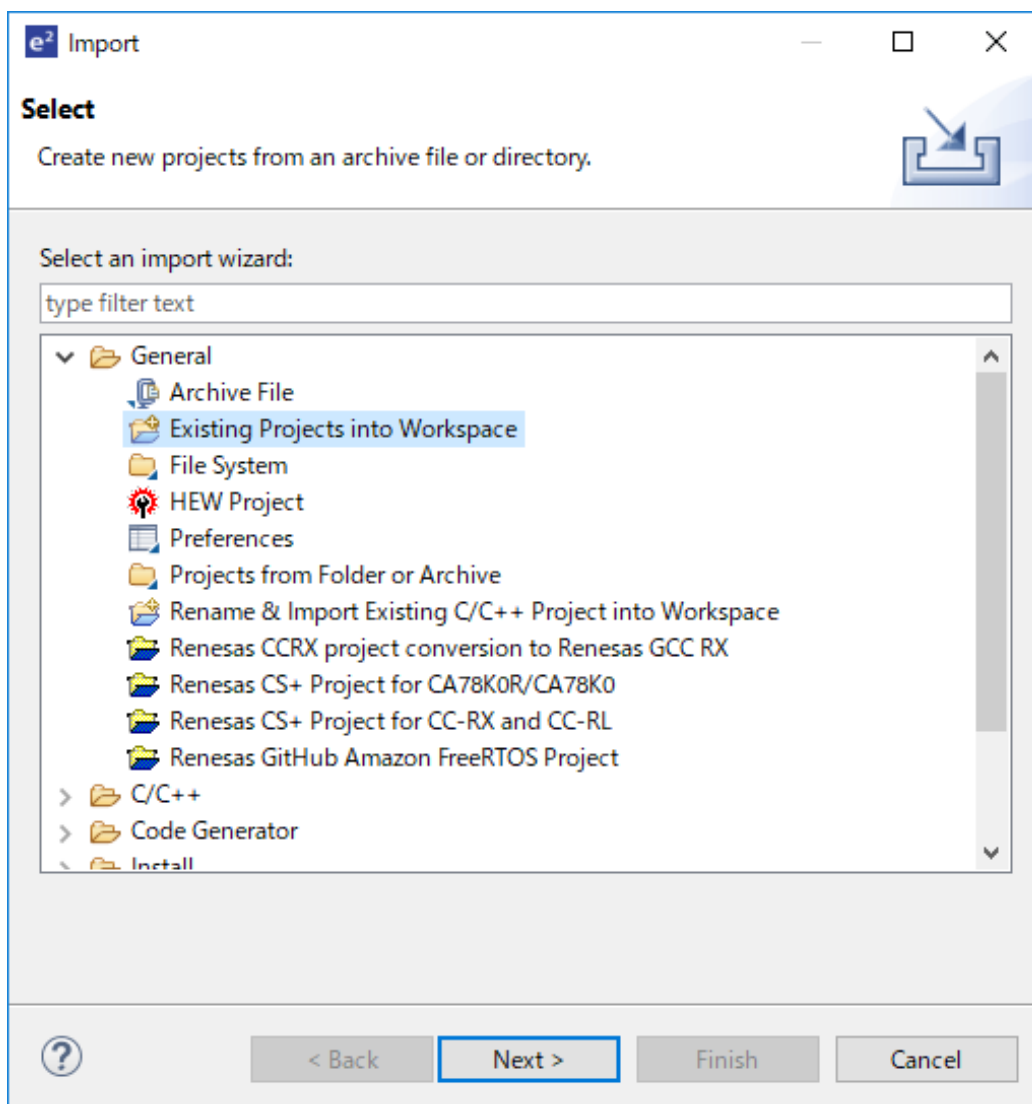 e² Import
Select
Create new projects from an archive file or directory.
Select an import wizard:
type filter text
General
Archive File
Existing Projects into Workspace
File System
HEW Project
Preferences
Projects from Folder or Archive
Rename & Import Existing C/C++ Project into Workspace
Renesas CCRX project conversion to Renesas GCC RX
Renesas CS+ Project for CA78K0R/CA78K0
Renesas CS+ Project for CC-RX and CC-RL
Renesas GitHub Amazon FreeRTOS Project
C/C++
Code Generator
Install
? < Back Next > Finish Cancel